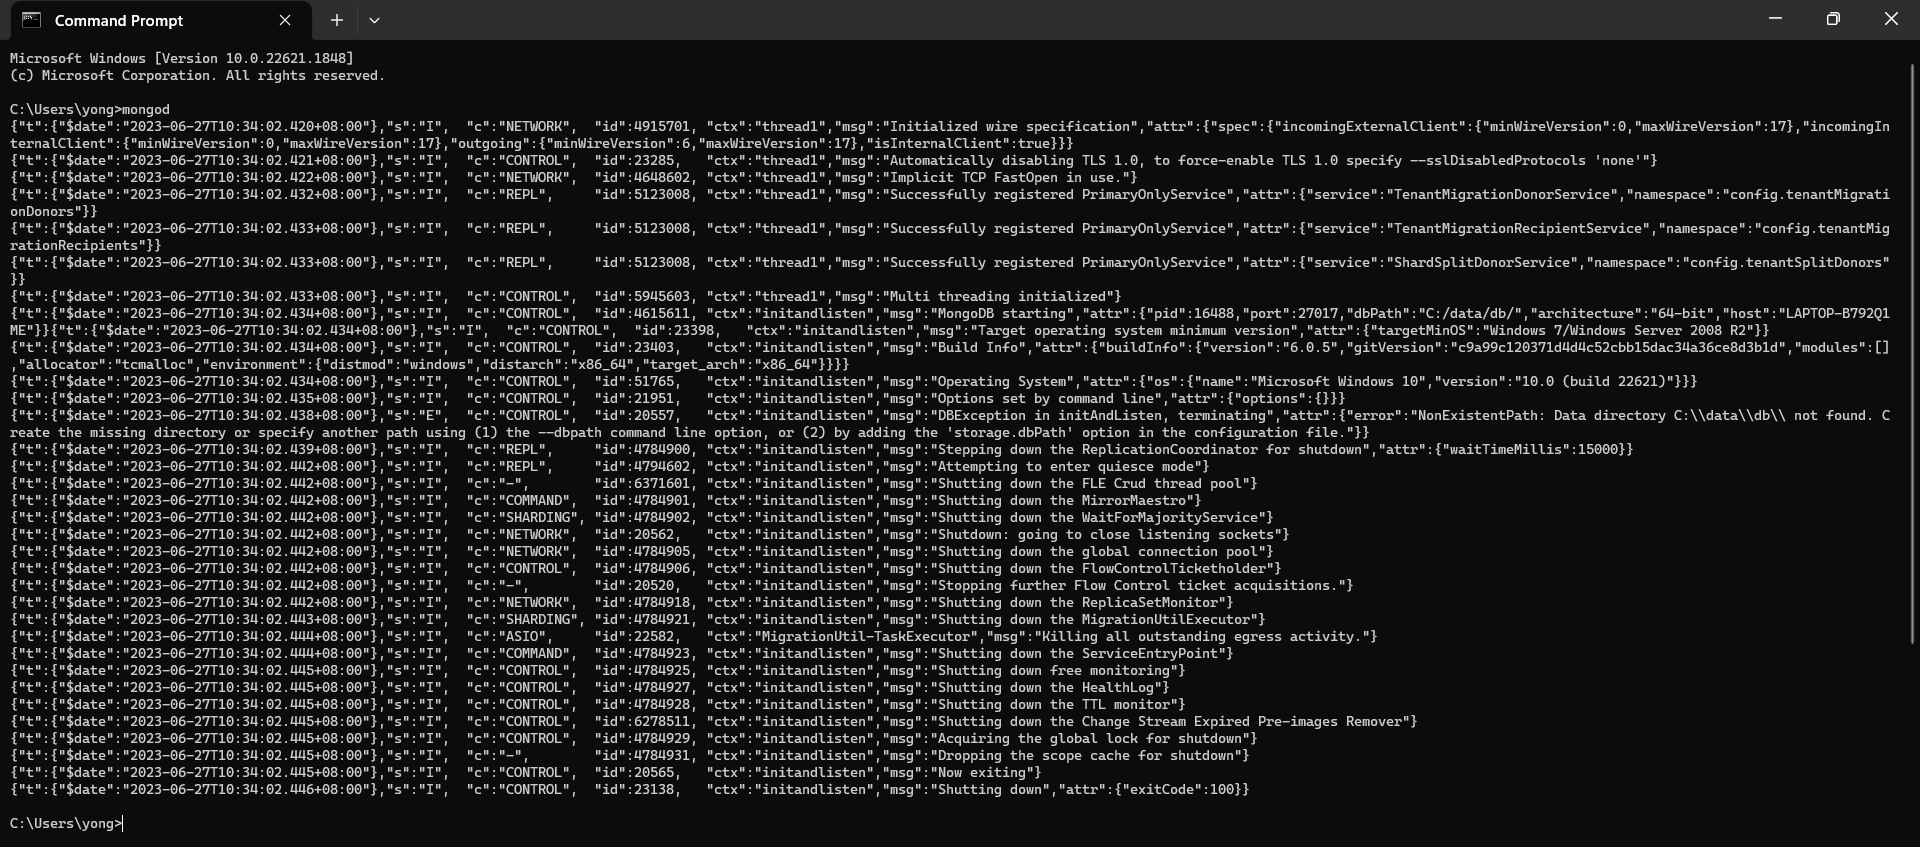 Command Prompt
Microsoft Windows [Version 10.0.22621.1848]
(c) Microsoft Corporation. All rights reserved.
C:\Users\yong>mongod
{"t":{"$date":"2023-06-27T10:34:02.420+08:00"},"s":"I",  "c":"NETWORK",  "id":4915701, "ctx":"thread1","msg":"Initialized wire specification","attr":{"spec":{"incomingExternalClient":{"minWireVersion":0,"maxWireVersion":17},"incomingIn
ternalClient":{"minWireVersion":0,"maxWireVersion":17},"outgoing":{"minWireVersion":6,"maxWireVersion":17},"isInternalClient":true}}}
{"t":{"$date":"2023-06-27T10:34:02.421+08:00"},"s":"I",  "c":"CONTROL",  "id":23285,   "ctx":"thread1","msg":"Automatically disabling TLS 1.0, to force-enable TLS 1.0 specify --sslDisabledProtocols 'none'"}
{"t":{"$date":"2023-06-27T10:34:02.422+08:00"},"s":"I",  "c":"NETWORK",  "id":4648602, "ctx":"thread1","msg":"Implicit TCP FastOpen in use."}
{"t":{"$date":"2023-06-27T10:34:02.432+08:00"},"s":"I",  "c":"REPL",     "id":5123008, "ctx":"thread1","msg":"Successfully registered PrimaryOnlyService","attr":{"service":"TenantMigrationDonorService","namespace":"config.tenantMigrati
onDonors"}}
{"t":{"$date":"2023-06-27T10:34:02.433+08:00"},"s":"I",  "c":"REPL",     "id":5123008, "ctx":"thread1","msg":"Successfully registered PrimaryOnlyService","attr":{"service":"TenantMigrationRecipientService","namespace":"config.tenantMig
rationRecipients"}}
{"t":{"$date":"2023-06-27T10:34:02.433+08:00"},"s":"I",  "c":"REPL",     "id":5123008, "ctx":"thread1","msg":"Successfully registered PrimaryOnlyService","attr":{"service":"ShardSplitDonorService","namespace":"config.tenantSplitDonors"
}}
{"t":{"$date":"2023-06-27T10:34:02.433+08:00"},"s":"I",  "c":"CONTROL",  "id":5945603, "ctx":"thread1","msg":"Multi threading initialized"}
{"t":{"$date":"2023-06-27T10:34:02.434+08:00"},"s":"I",  "c":"CONTROL",  "id":4615611, "ctx":"initandlisten","msg":"MongoDB starting","attr":{"pid":16488,"port":27017,"dbPath":"C:/data/db/","architecture":"64-bit","host":"LAPTOP-B792Q1
ME"}}{"t":{"$date":"2023-06-27T10:34:02.434+08:00"},"s":"I",  "c":"CONTROL",  "id":23398,   "ctx":"initandlisten","msg":"Target operating system minimum version","attr":{"targetMinOS":"Windows 7/Windows Server 2008 R2"}}
{"t":{"$date":"2023-06-27T10:34:02.434+08:00"},"s":"I",  "c":"CONTROL",  "id":23403,   "ctx":"initandlisten","msg":"Build Info","attr":{"buildInfo":{"version":"6.0.5","gitVersion":"c9a99c120371d4d4c52cbb15dac34a36ce8d3b1d","modules":[]
,"allocator":"tcmalloc","environment":{"distmod":"windows","distarch":"x86_64","target_arch":"x86_64"}}}}
{"t":{"$date":"2023-06-27T10:34:02.434+08:00"},"s":"I",  "c":"CONTROL",  "id":51765,   "ctx":"initandlisten","msg":"Operating System","attr":{"os":{"name":"Microsoft Windows 10","version":"10.0 (build 22621)"}}}
{"t":{"$date":"2023-06-27T10:34:02.435+08:00"},"s":"I",  "c":"CONTROL",  "id":21951,   "ctx":"initandlisten","msg":"Options set by command line","attr":{"options":{}}}
{"t":{"$date":"2023-06-27T10:34:02.438+08:00"},"s":"E",  "c":"CONTROL",  "id":20557,   "ctx":"initandlisten","msg":"DBException in initAndListen, terminating","attr":{"error":"NonExistentPath: Data directory C:\\data\\db\\ not found. C
reate the missing directory or specify another path using (1) the --dbpath command line option, or (2) by adding the 'storage.dbPath' option in the configuration file."}}
{"t":{"$date":"2023-06-27T10:34:02.439+08:00"},"s":"I",  "c":"REPL",     "id":4784900, "ctx":"initandlisten","msg":"Stepping down the ReplicationCoordinator for shutdown","attr":{"waitTimeMillis":15000}}
{"t":{"$date":"2023-06-27T10:34:02.442+08:00"},"s":"I",  "c":"REPL",     "id":4794602, "ctx":"initandlisten","msg":"Attempting to enter quiesce mode"}
{"t":{"$date":"2023-06-27T10:34:02.442+08:00"},"s":"I",  "c":"-",        "id":6371601, "ctx":"initandlisten","msg":"Shutting down the FLE Crud thread pool"}
{"t":{"$date":"2023-06-27T10:34:02.442+08:00"},"s":"I",  "c":"COMMAND",  "id":4784901, "ctx":"initandlisten","msg":"Shutting down the MirrorMaestro"}
{"t":{"$date":"2023-06-27T10:34:02.442+08:00"},"s":"I",  "c":"SHARDING", "id":4784902, "ctx":"initandlisten","msg":"Shutting down the WaitForMajorityService"}
{"t":{"$date":"2023-06-27T10:34:02.442+08:00"},"s":"I",  "c":"NETWORK",  "id":20562,   "ctx":"initandlisten","msg":"Shutdown: going to close listening sockets"}
{"t":{"$date":"2023-06-27T10:34:02.442+08:00"},"s":"I",  "c":"NETWORK",  "id":4784905, "ctx":"initandlisten","msg":"Shutting down the global connection pool"}
{"t":{"$date":"2023-06-27T10:34:02.442+08:00"},"s":"I",  "c":"CONTROL",  "id":4784906, "ctx":"initandlisten","msg":"Shutting down the FlowControlTicketholder"}
{"t":{"$date":"2023-06-27T10:34:02.442+08:00"},"s":"I",  "c":"-",        "id":20520,   "ctx":"initandlisten","msg":"Stopping further Flow Control ticket acquisitions."}
{"t":{"$date":"2023-06-27T10:34:02.442+08:00"},"s":"I",  "c":"NETWORK",  "id":4784918, "ctx":"initandlisten","msg":"Shutting down the ReplicaSetMonitor"}
{"t":{"$date":"2023-06-27T10:34:02.443+08:00"},"s":"I",  "c":"SHARDING", "id":4784921, "ctx":"initandlisten","msg":"Shutting down the MigrationUtilExecutor"}
{"t":{"$date":"2023-06-27T10:34:02.444+08:00"},"s":"I",  "c":"ASIO",     "id":22582,   "ctx":"MigrationUtil-TaskExecutor","msg":"Killing all outstanding egress activity."}
{"t":{"$date":"2023-06-27T10:34:02.444+08:00"},"s":"I",  "c":"COMMAND",  "id":4784923, "ctx":"initandlisten","msg":"Shutting down the ServiceEntryPoint"}
{"t":{"$date":"2023-06-27T10:34:02.445+08:00"},"s":"I",  "c":"CONTROL",  "id":4784925, "ctx":"initandlisten","msg":"Shutting down free monitoring"}
{"t":{"$date":"2023-06-27T10:34:02.445+08:00"},"s":"I",  "c":"CONTROL",  "id":4784927, "ctx":"initandlisten","msg":"Shutting down the HealthLog"}
{"t":{"$date":"2023-06-27T10:34:02.445+08:00"},"s":"I",  "c":"CONTROL",  "id":4784928, "ctx":"initandlisten","msg":"Shutting down the TTL monitor"}
{"t":{"$date":"2023-06-27T10:34:02.445+08:00"},"s":"I",  "c":"CONTROL",  "id":6278511, "ctx":"initandlisten","msg":"Shutting down the Change Stream Expired Pre-images Remover"}
{"t":{"$date":"2023-06-27T10:34:02.445+08:00"},"s":"I",  "c":"CONTROL",  "id":4784929, "ctx":"initandlisten","msg":"Acquiring the global lock for shutdown"}
{"t":{"$date":"2023-06-27T10:34:02.445+08:00"},"s":"I",  "c":"-",        "id":4784931, "ctx":"initandlisten","msg":"Dropping the scope cache for shutdown"}
{"t":{"$date":"2023-06-27T10:34:02.445+08:00"},"s":"I",  "c":"CONTROL",  "id":20565,   "ctx":"initandlisten","msg":"Now exiting"}
{"t":{"$date":"2023-06-27T10:34:02.446+08:00"},"s":"I",  "c":"CONTROL",  "id":23138,   "ctx":"initandlisten","msg":"Shutting down","attr":{"exitCode":100}}
C:\Users\yong>